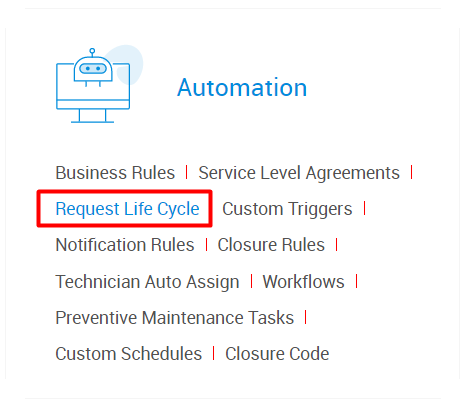 Automation
Business Rules | Service Level Agreements |
Request Life Cycle Custom Triggers |
Notification Rules | Closure Rules |
Technician Auto Assign | Workflows |
Preventive Maintenance Tasks |
Custom Schedules | Closure Code